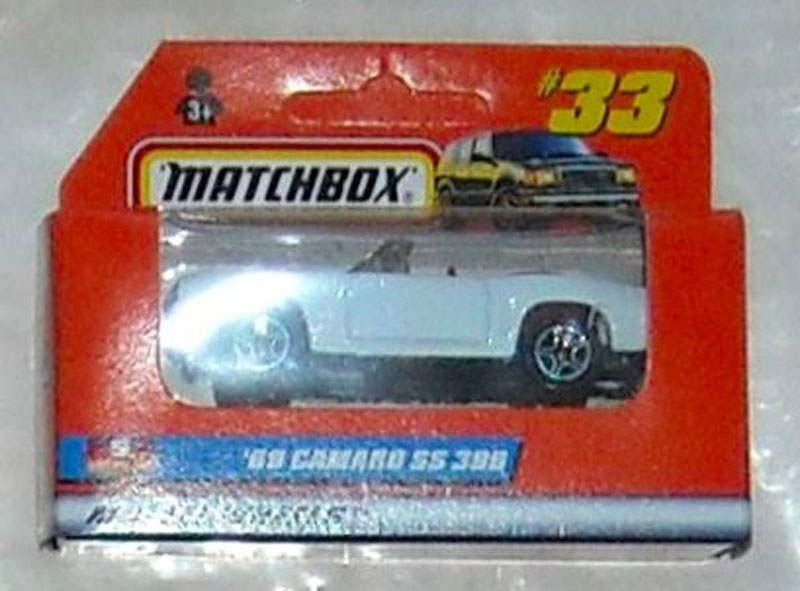 3+
#33
MATCHBOX®
'69 CAMARO SS 396